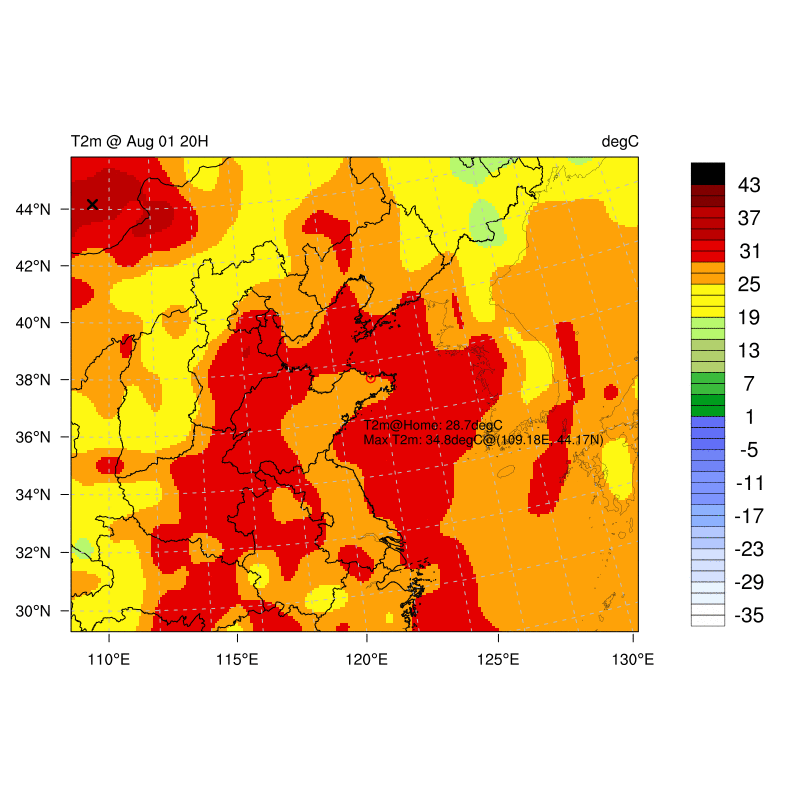 T2m @ Aug 01 20H degC
43
44°N 37
31
42°N 25
40°N 19
13
38°N 7
1
T2m@Home: 28.7degC
36°N Max T2m: 34.8degC@(109.18E, 44.17N)
-5
-11
34°N -17
32°N -23
-29
30°N -35
110°E 115°E 120°E 125°E 130°E